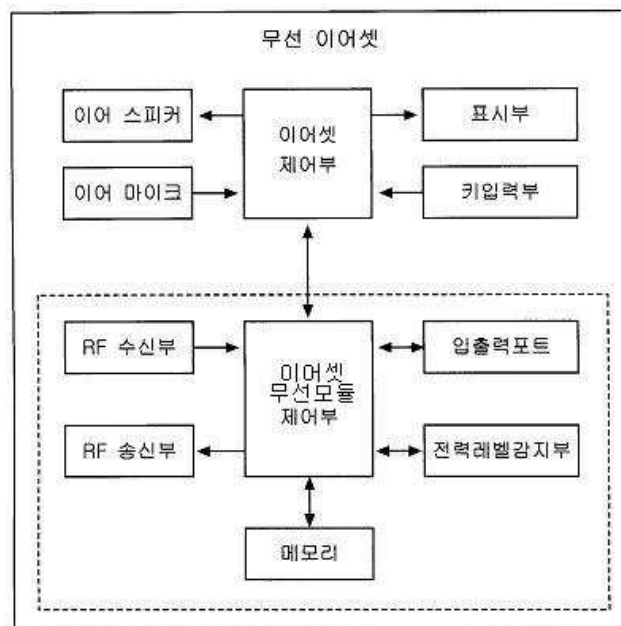 무선 이어셋
이어 스피커
이어셋
제어부
표시부
이어 마이크
키입력부
RF 수신부
이어셋
무선모듈
제어부
입출력포트
RF 송신부
전력레벨감지부
메모리